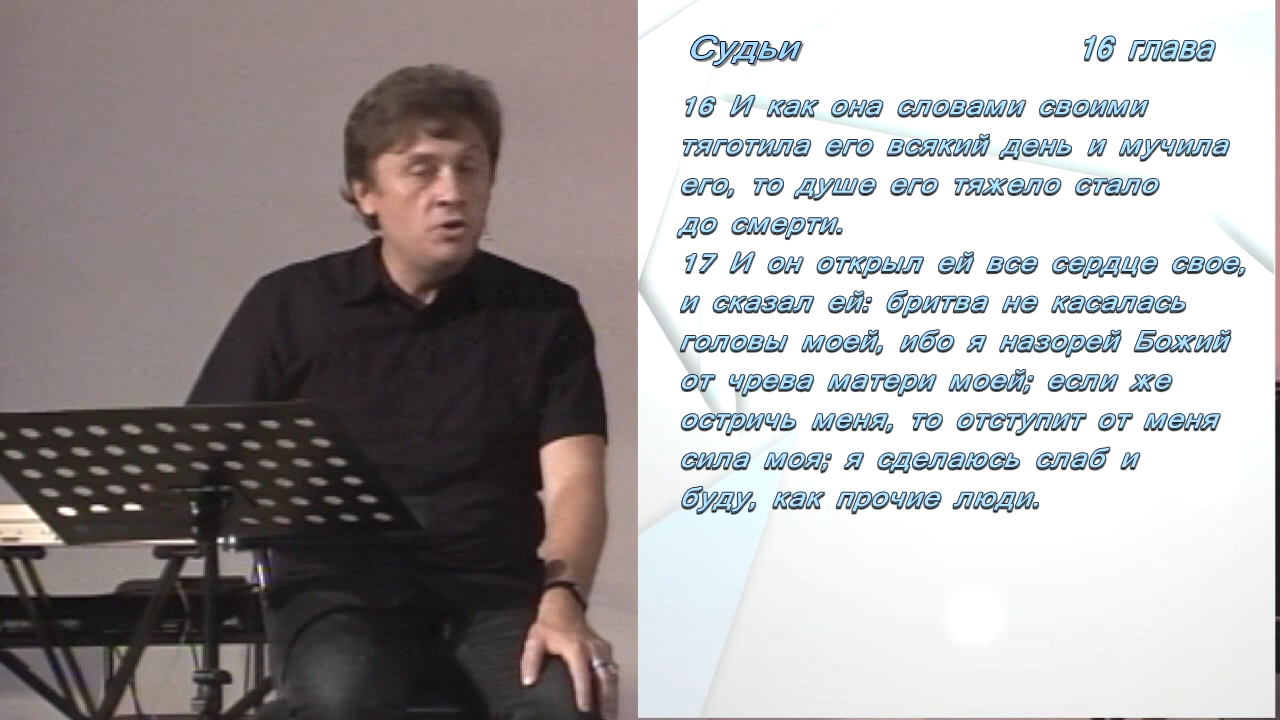 Судьи 16 глава
16 И как она словами своими
тяготила его всякий день и мучила
его, то душе его тяжело стало
до смерти.
17 И он открыл ей все сердце свое,
и сказал ей: бритва не касалась
головы моей, ибо я назорей Божий
от чрева матери моей; если же
остричь меня, то отступит от меня
сила моя; я сделаюсь слаб и
буду, как прочие люди.